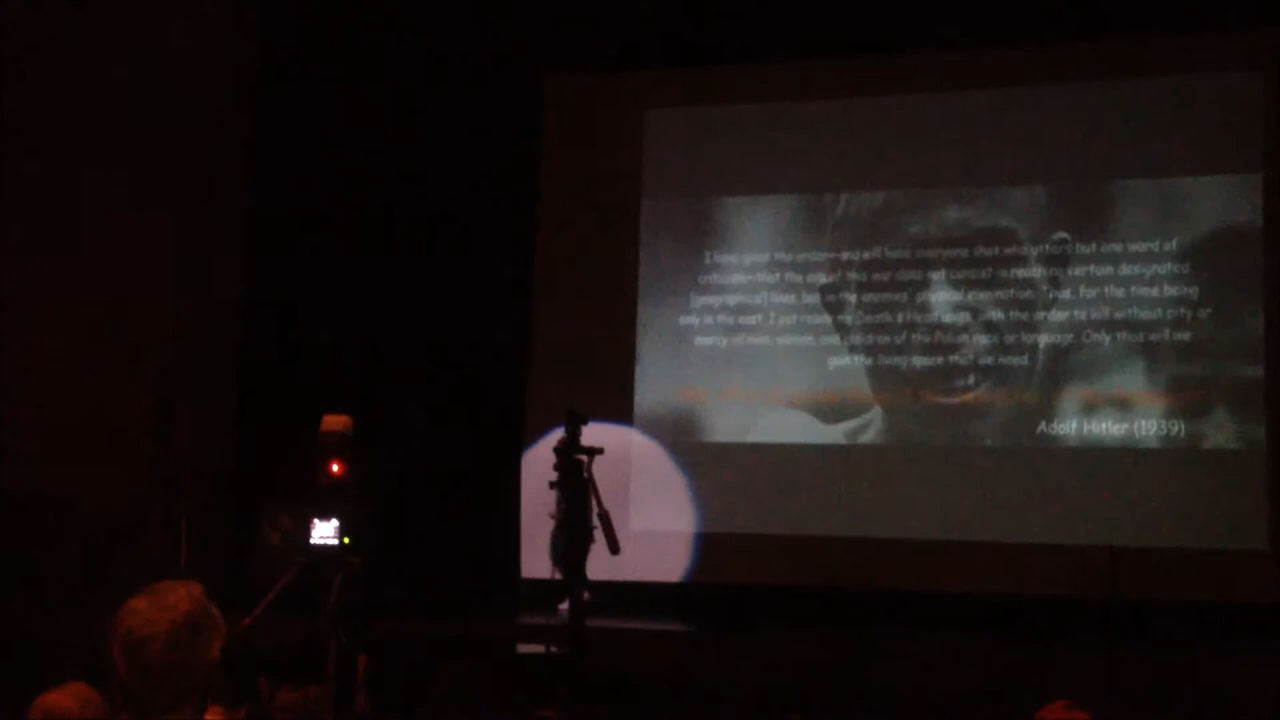 I have given the order—and will have everyone shot who utters but one word of
criticism—that the aim of this war does not consist in reaching certain designated
[geographical] lines, but in the enemies' physical elimination. Thus, for the time being
only in the east, I put ready my Death's Head units, with the order to kill without pity or
mercy all men, women, and children of the Polish race or language. Only thus will we
gain the living space that we need.
Adolf Hitler (1939)